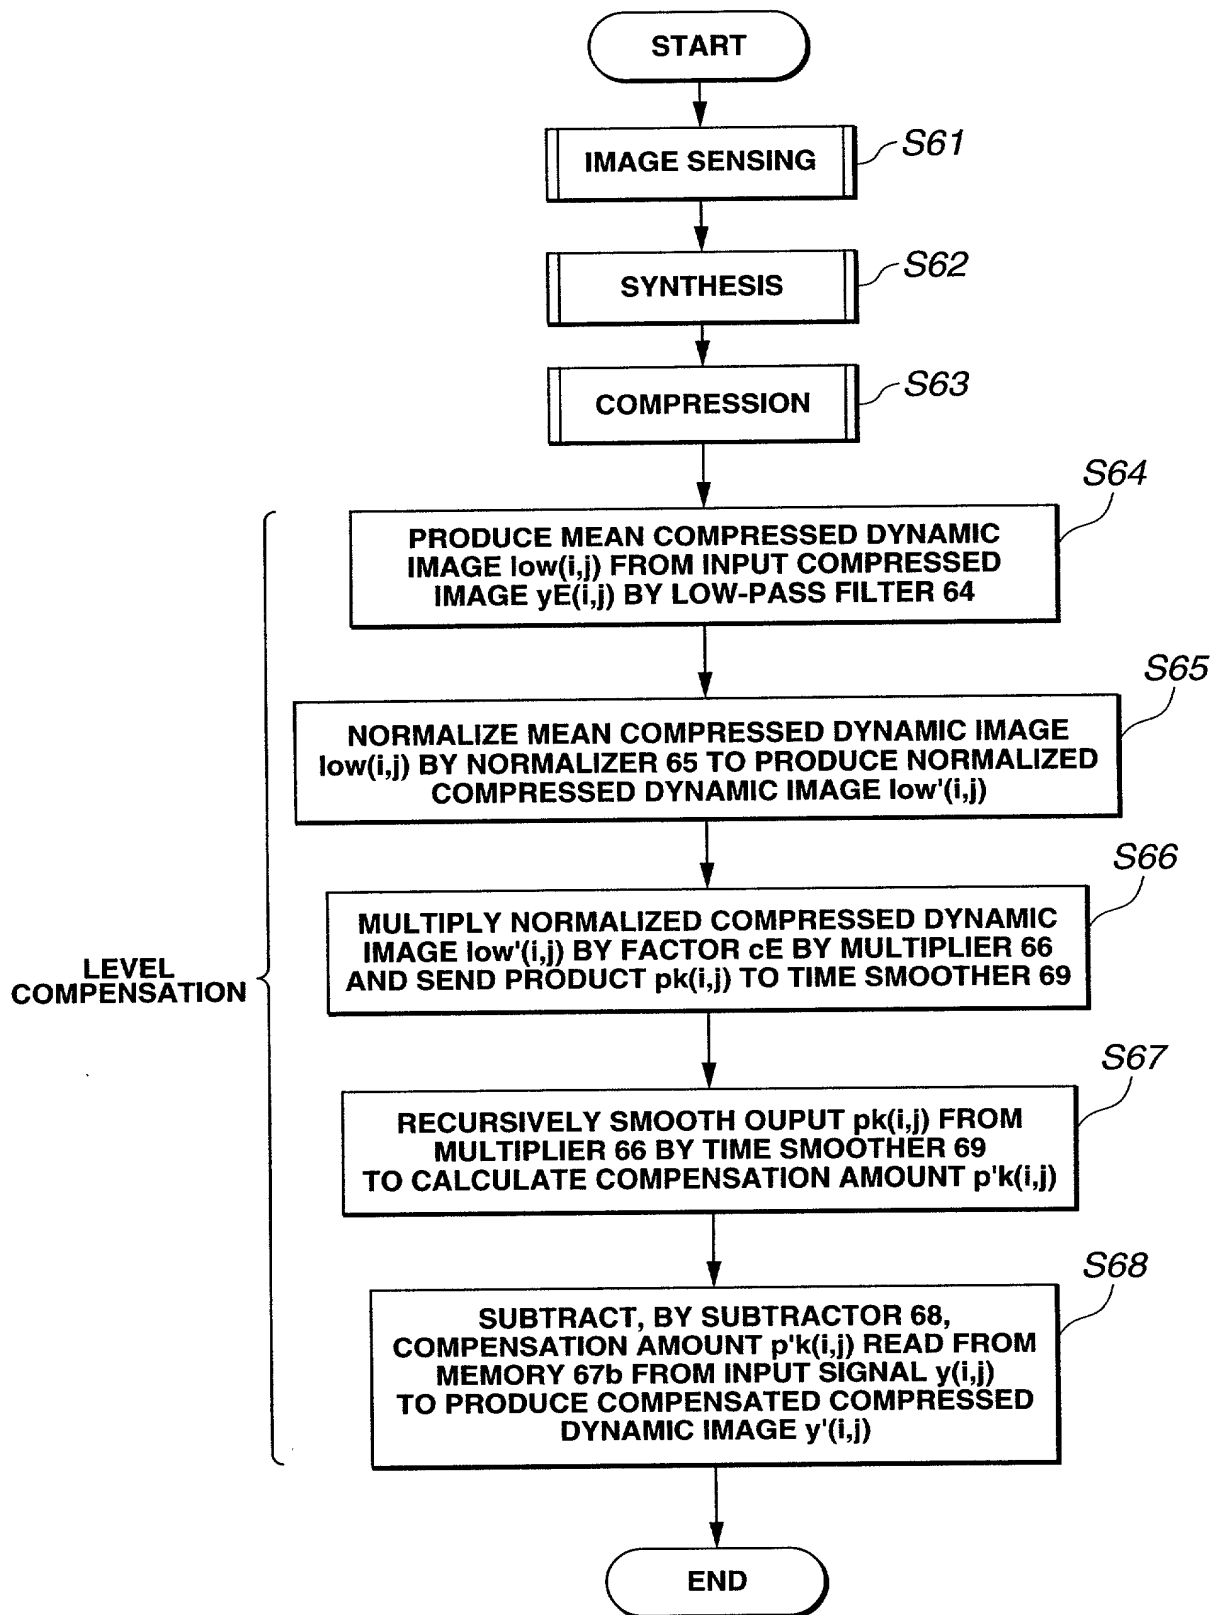 START
IMAGE SENSING
S61
SYNTHESIS
S62
COMPRESSION
S63
S64
PRODUCE MEAN COMPRESSED DYNAMIC
IMAGE low(i,j) FROM INPUT COMPRESSED
IMAGE yE(i,j) BY LOW-PASS FILTER 64
S65
NORMALIZE MEAN COMPRESSED DYNAMIC IMAGE
low(i,j) BY NORMALIZER 65 TO PRODUCE NORMALIZED
COMPRESSED DYNAMIC IMAGE low'(i,j)
S66
MULTIPLY NORMALIZED COMPRESSED DYNAMIC
IMAGE low'(i,j) BY FACTOR cE BY MULTIPLIER 66
AND SEND PRODUCT pk(i,j) TO TIME SMOOTHER 69
LEVEL
COMPENSATION
S67
RECURSIVELY SMOOTH OUPUT pk(i,j) FROM
MULTIPLIER 66 BY TIME SMOOTHER 69
TO CALCULATE COMPENSATION AMOUNT p'k(i,j)
S68
SUBTRACT, BY SUBTRACTOR 68,
COMPENSATION AMOUNT p'k(i,j) READ FROM
MEMORY 67b FROM INPUT SIGNAL y(i,j)
TO PRODUCE COMPENSATED COMPRESSED
DYNAMIC IMAGE y'(i,j)
END